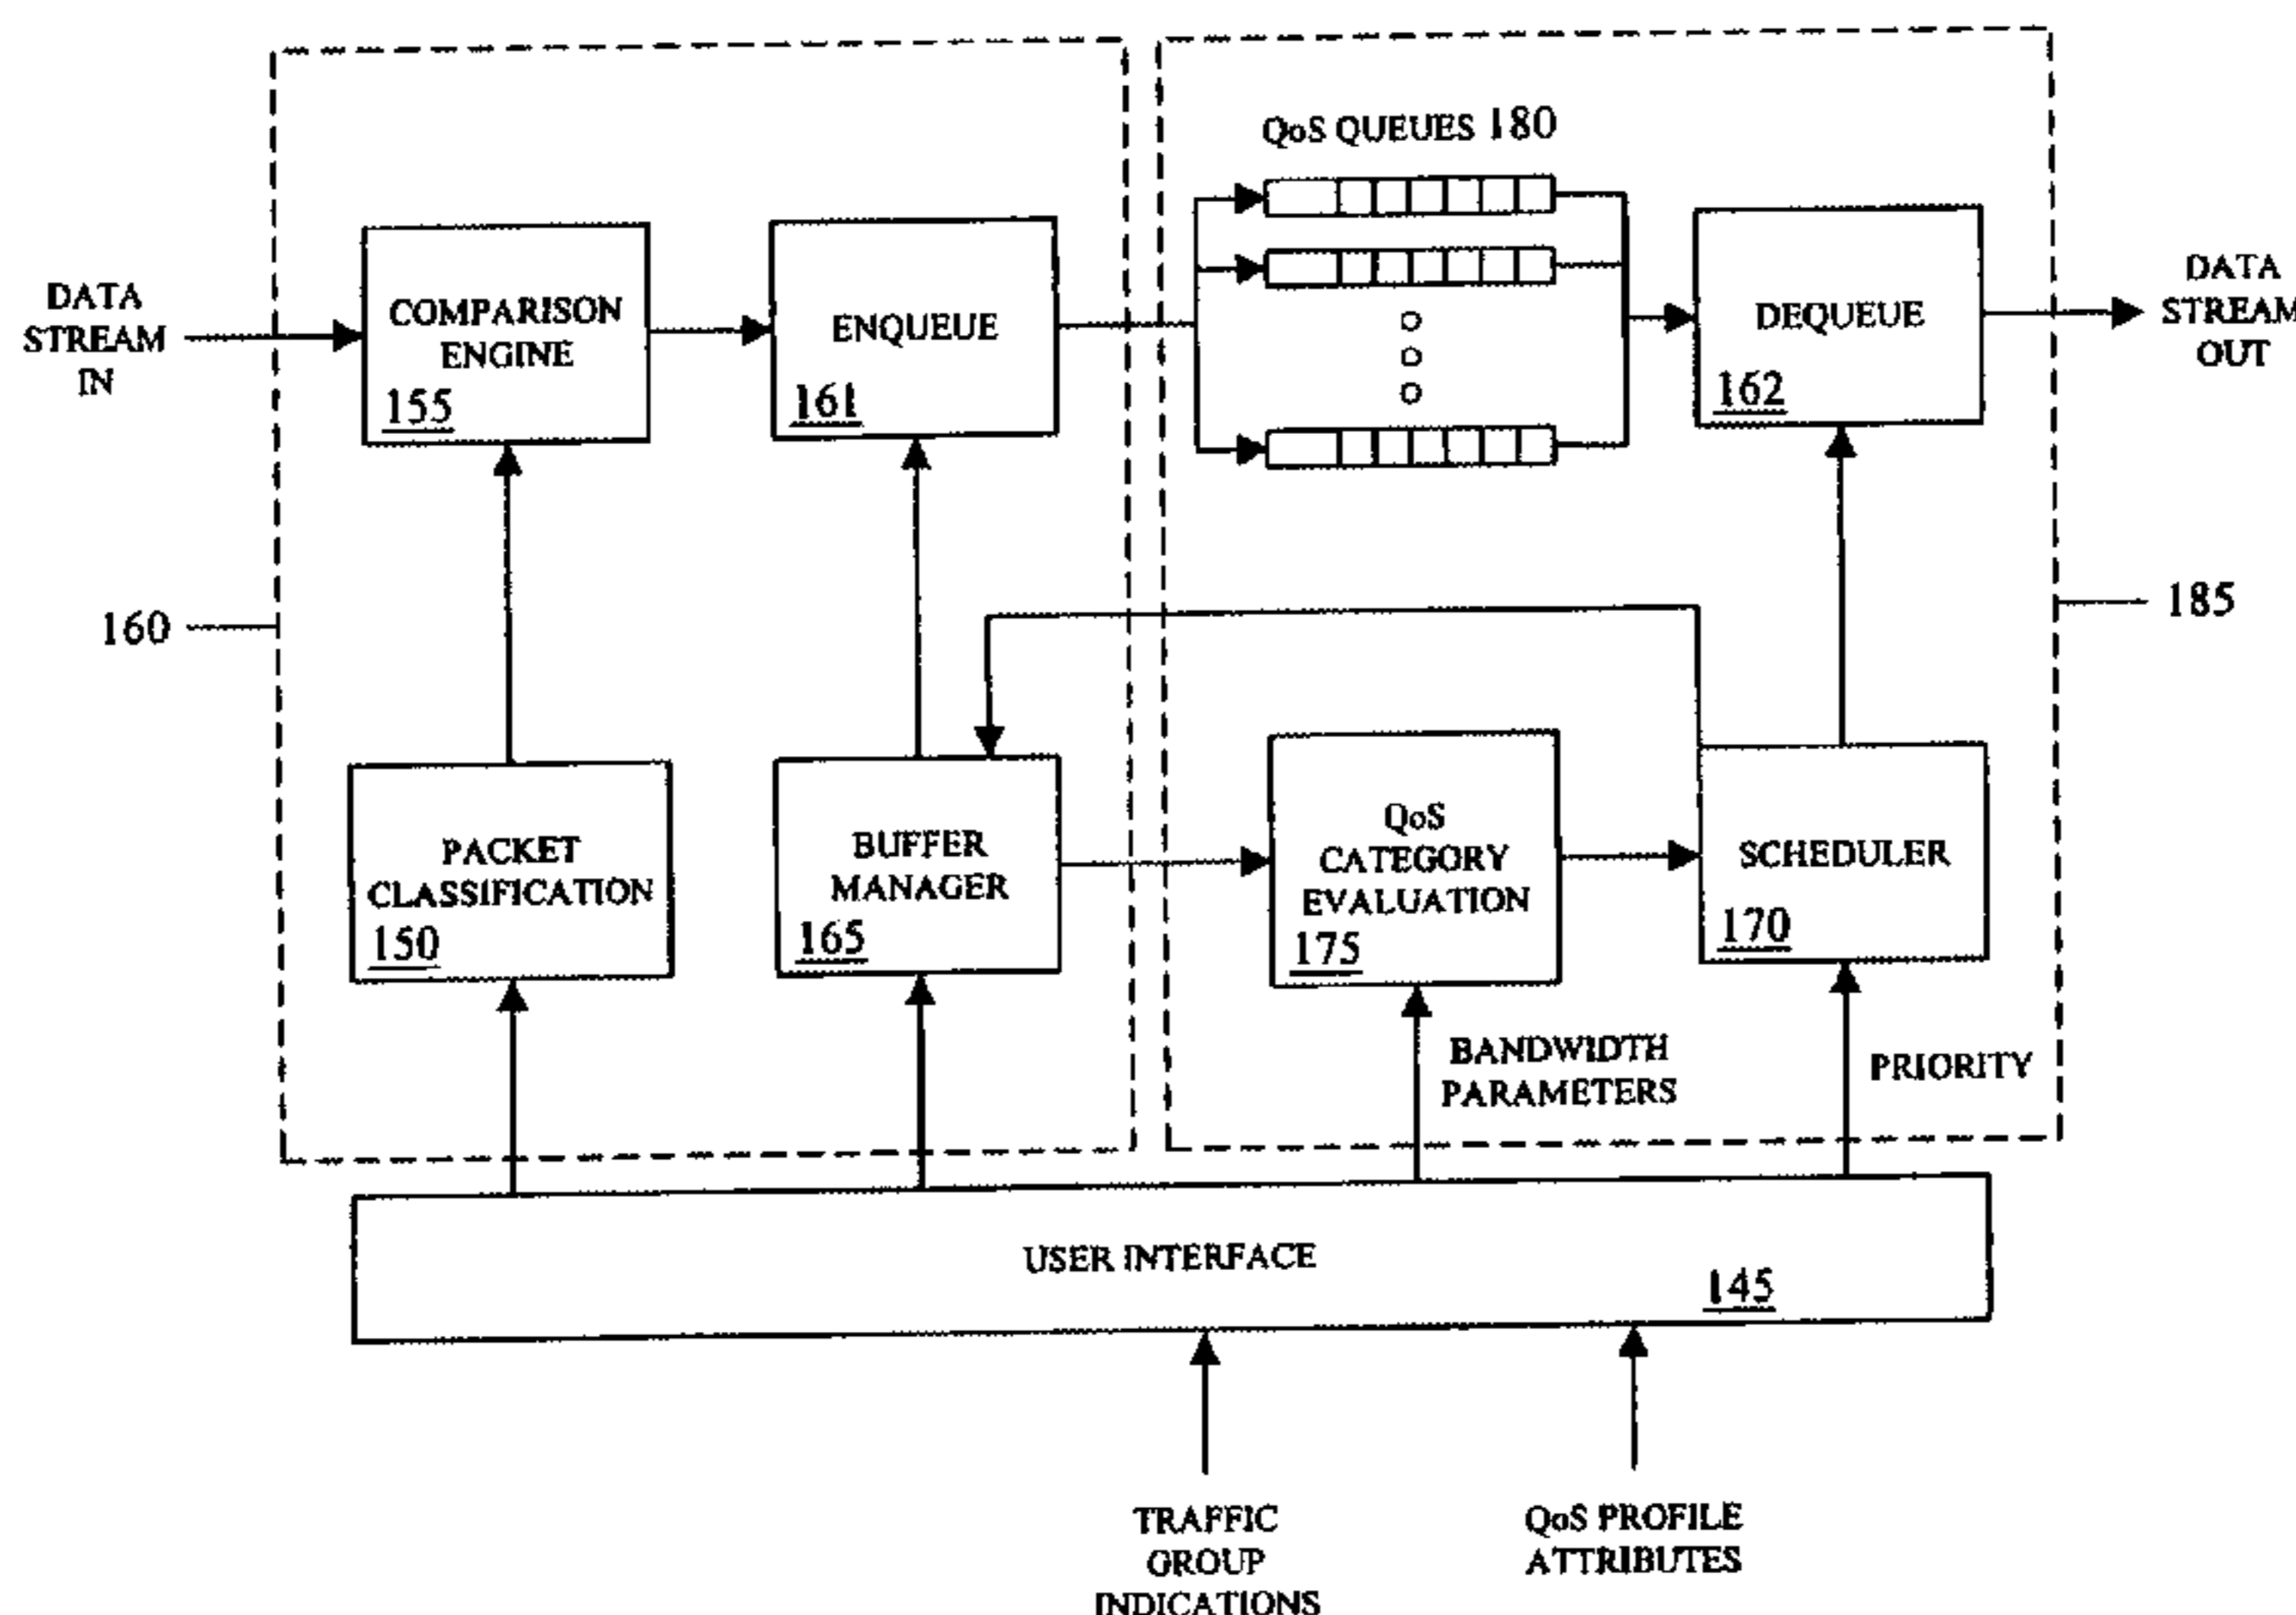 QoS QUEUES 180
DATA
STREAM
IN
COMPARISON
ENGINE
155
ENQUEUE
161
DEQUEUE
162
DATA
STREAM
OUT
160
185
PACKET
CLASSIFICATION
150
BUFFER
MANAGER
165
QoS
CATEGORY
EVALUATION
175
SCHEDULER
170
BANDWIDTH
PARAMETERS
PRIORITY
USER INTERFACE
145
TRAFFIC
GROUP
INDICATIONS
QoS PROFILE
ATTRIBUTES